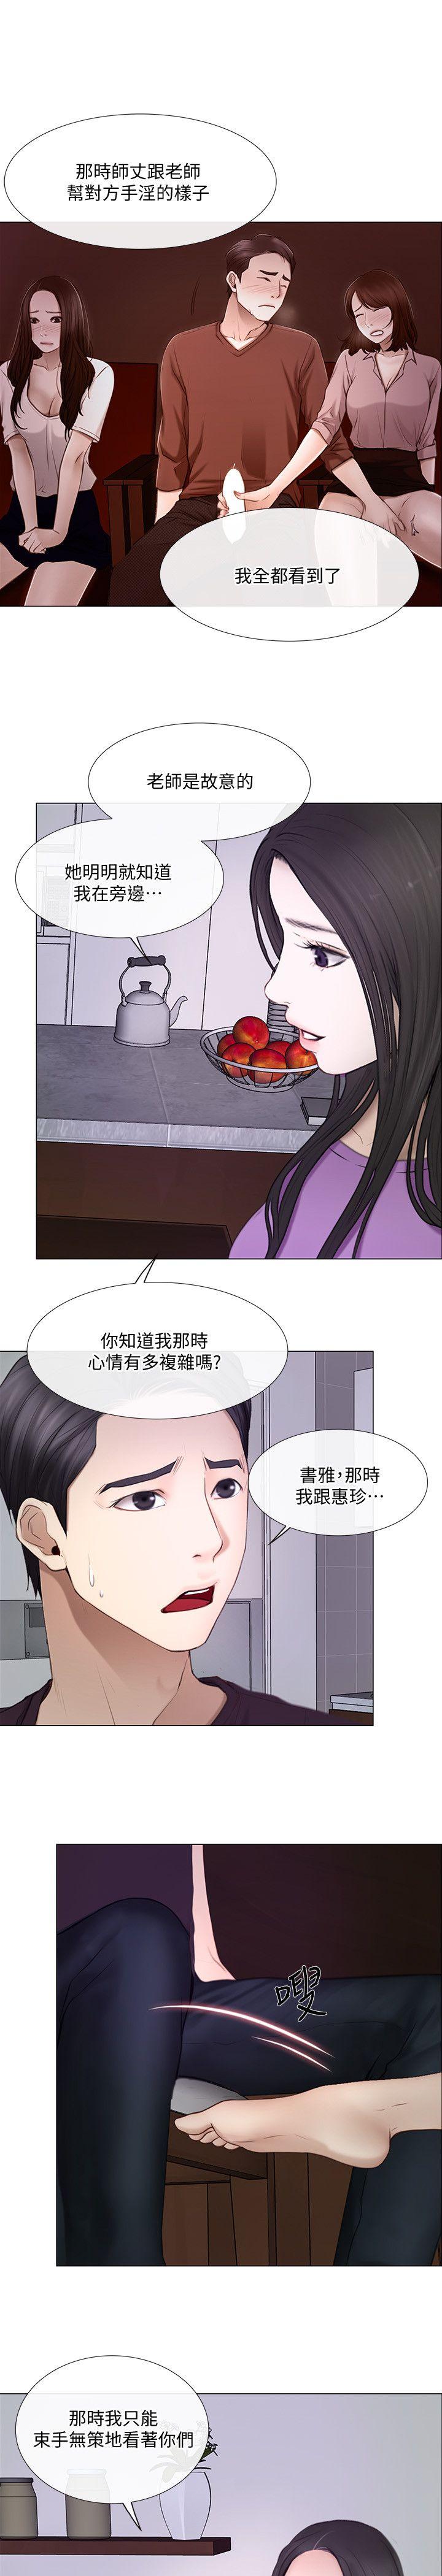 那時師丈跟老師
幫對方手淫的樣子
我全都看到了
老師是故意的
她明明就知道
我在旁邊…
你知道我那時
心情有多複雜嗎?
書雅，那時
我跟惠珍…
嗖
那時我只能
束手無策地看著你們